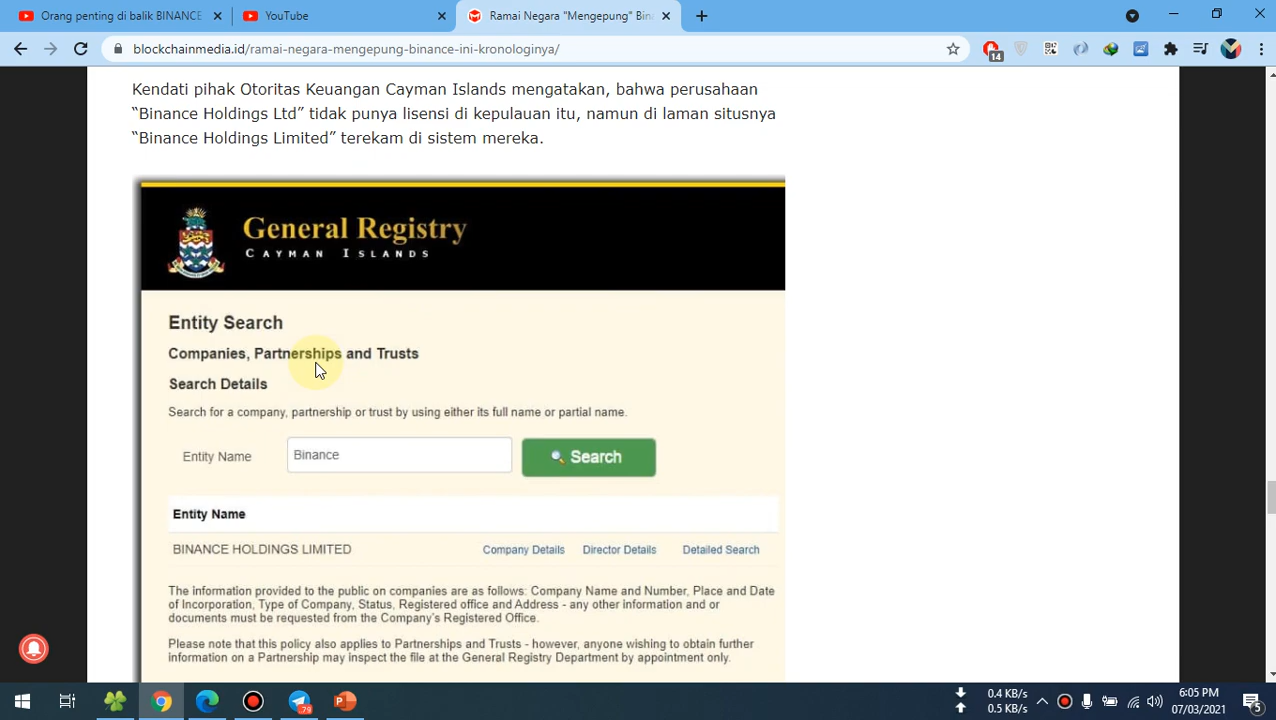 Orang penting di balik BINANCE
YouTube
Ramai Negara "Mengepung" Bin
blockchainmedia.id/ramai-negara-mengepung-binance-ini-kronologinya/
14
Kendati pihak Otoritas Keuangan Cayman Islands mengatakan, bahwa perusahaan
“Binance Holdings Ltd” tidak punya lisensi di kepulauan itu, namun di laman situsnya
“Binance Holdings Limited” terekam di sistem mereka.
General Registry
CAYMAN ISLANDS
Entity Search
Companies, Partnerships and Trusts
Search Details
Search for a company, partnership or trust by using either its full name or partial name.
Entity Name Binance Search
Entity Name
BINANCE HOLDINGS LIMITED Company Details Director Details Detailed Search
The information provided to the public on companies are as follows: Company Name and Number, Place and Date
of Incorporation, Type of Company, Status, Registered office and Address - any other information and or
documents must be requested from the Company's Registered Office.
Please note that this policy also applies to Partnerships and Trusts - however, anyone wishing to obtain further
information on a Partnership may inspect the file at the General Registry Department by appointment only.
79
0.4 KB/s
0.5 KB/s
6:05 PM
07/03/2021
5